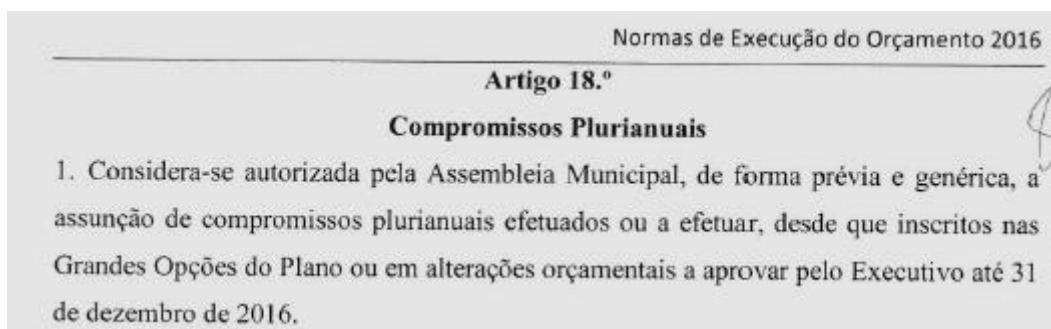 Normas de Execução do Orçamento 2016
Artigo 18.º
Compromissos Plurianuais
1. Considera-se autorizada pela Assembleia Municipal, de forma prévia e genérica, a
assunção de compromissos plurianuais efetuados ou a efetuar, desde que inscritos nas
Grandes Opções do Plano ou em alterações orçamentais a aprovar pelo Executivo até 31
de dezembro de 2016.